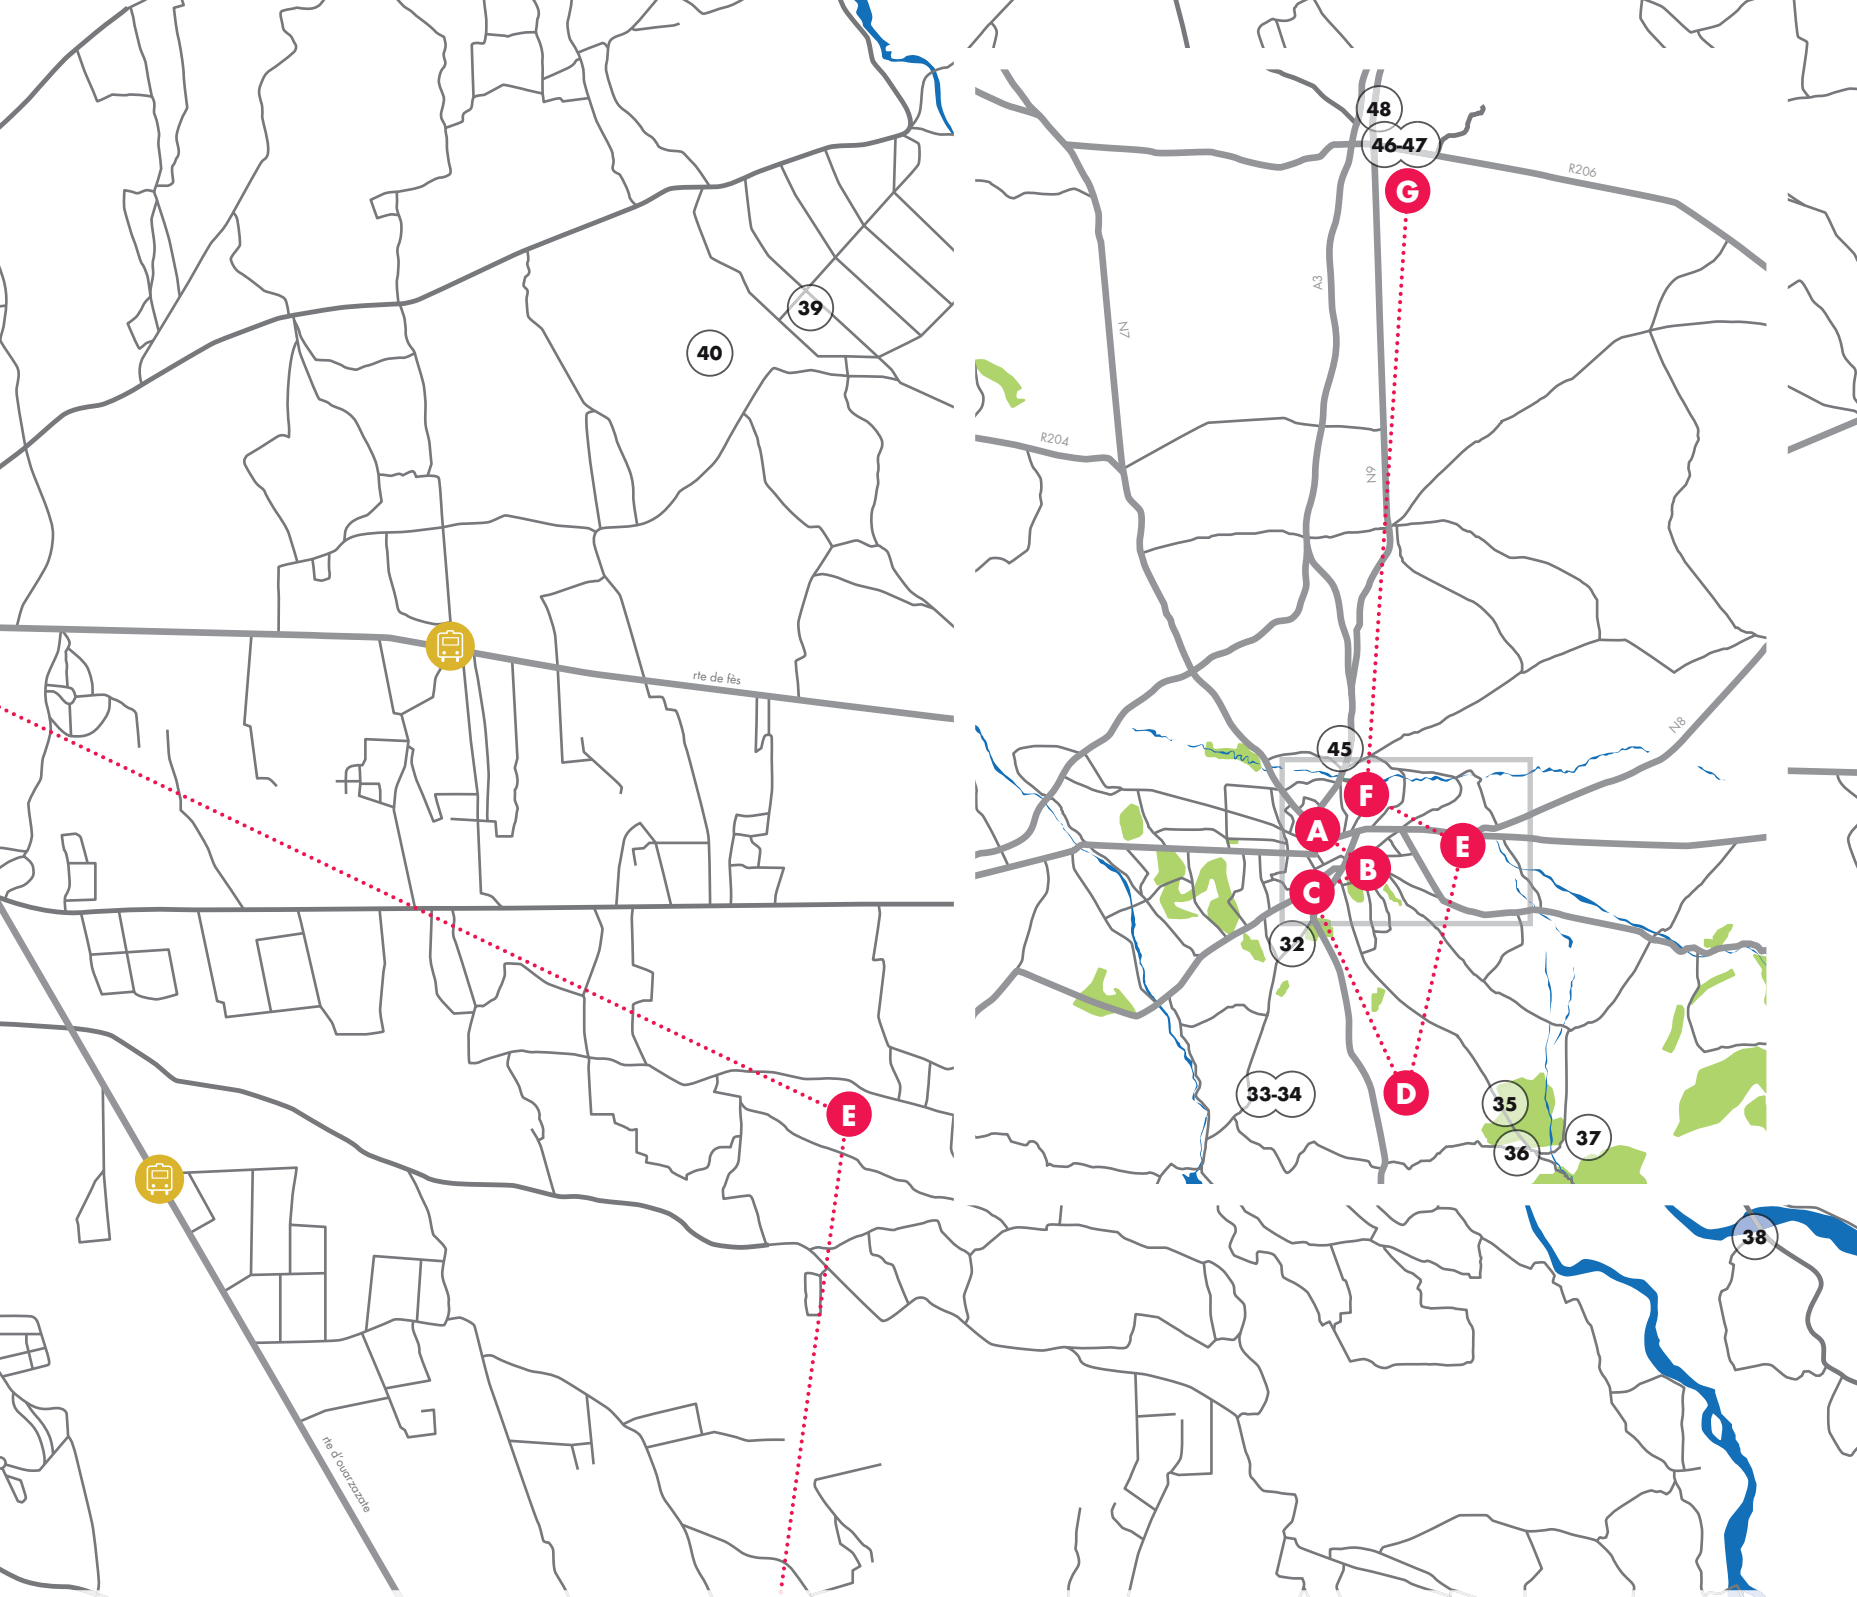 48
46-47
G
R206
A3
N7
39
40
R204
N9
rte de fès
N8
45
F
A
E
B
C
32
33-34
D
35
37
36
E
38
rte d'ouarzazate